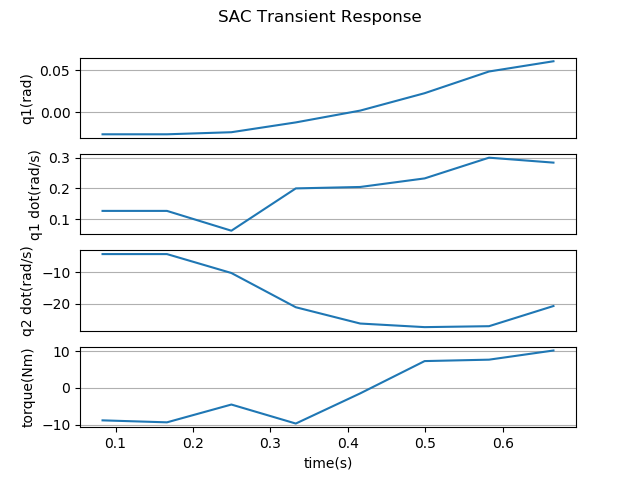 SAC Transient Response
q1(rad)
0.05
0.00
q1 dot(rad/s)
0.3
0.2
0.1
q2 dot(rad/s)
−10
−20
torque(Nm)
10
0
−10
0.1 0.2 0.3 0.4 0.5 0.6
time(s)